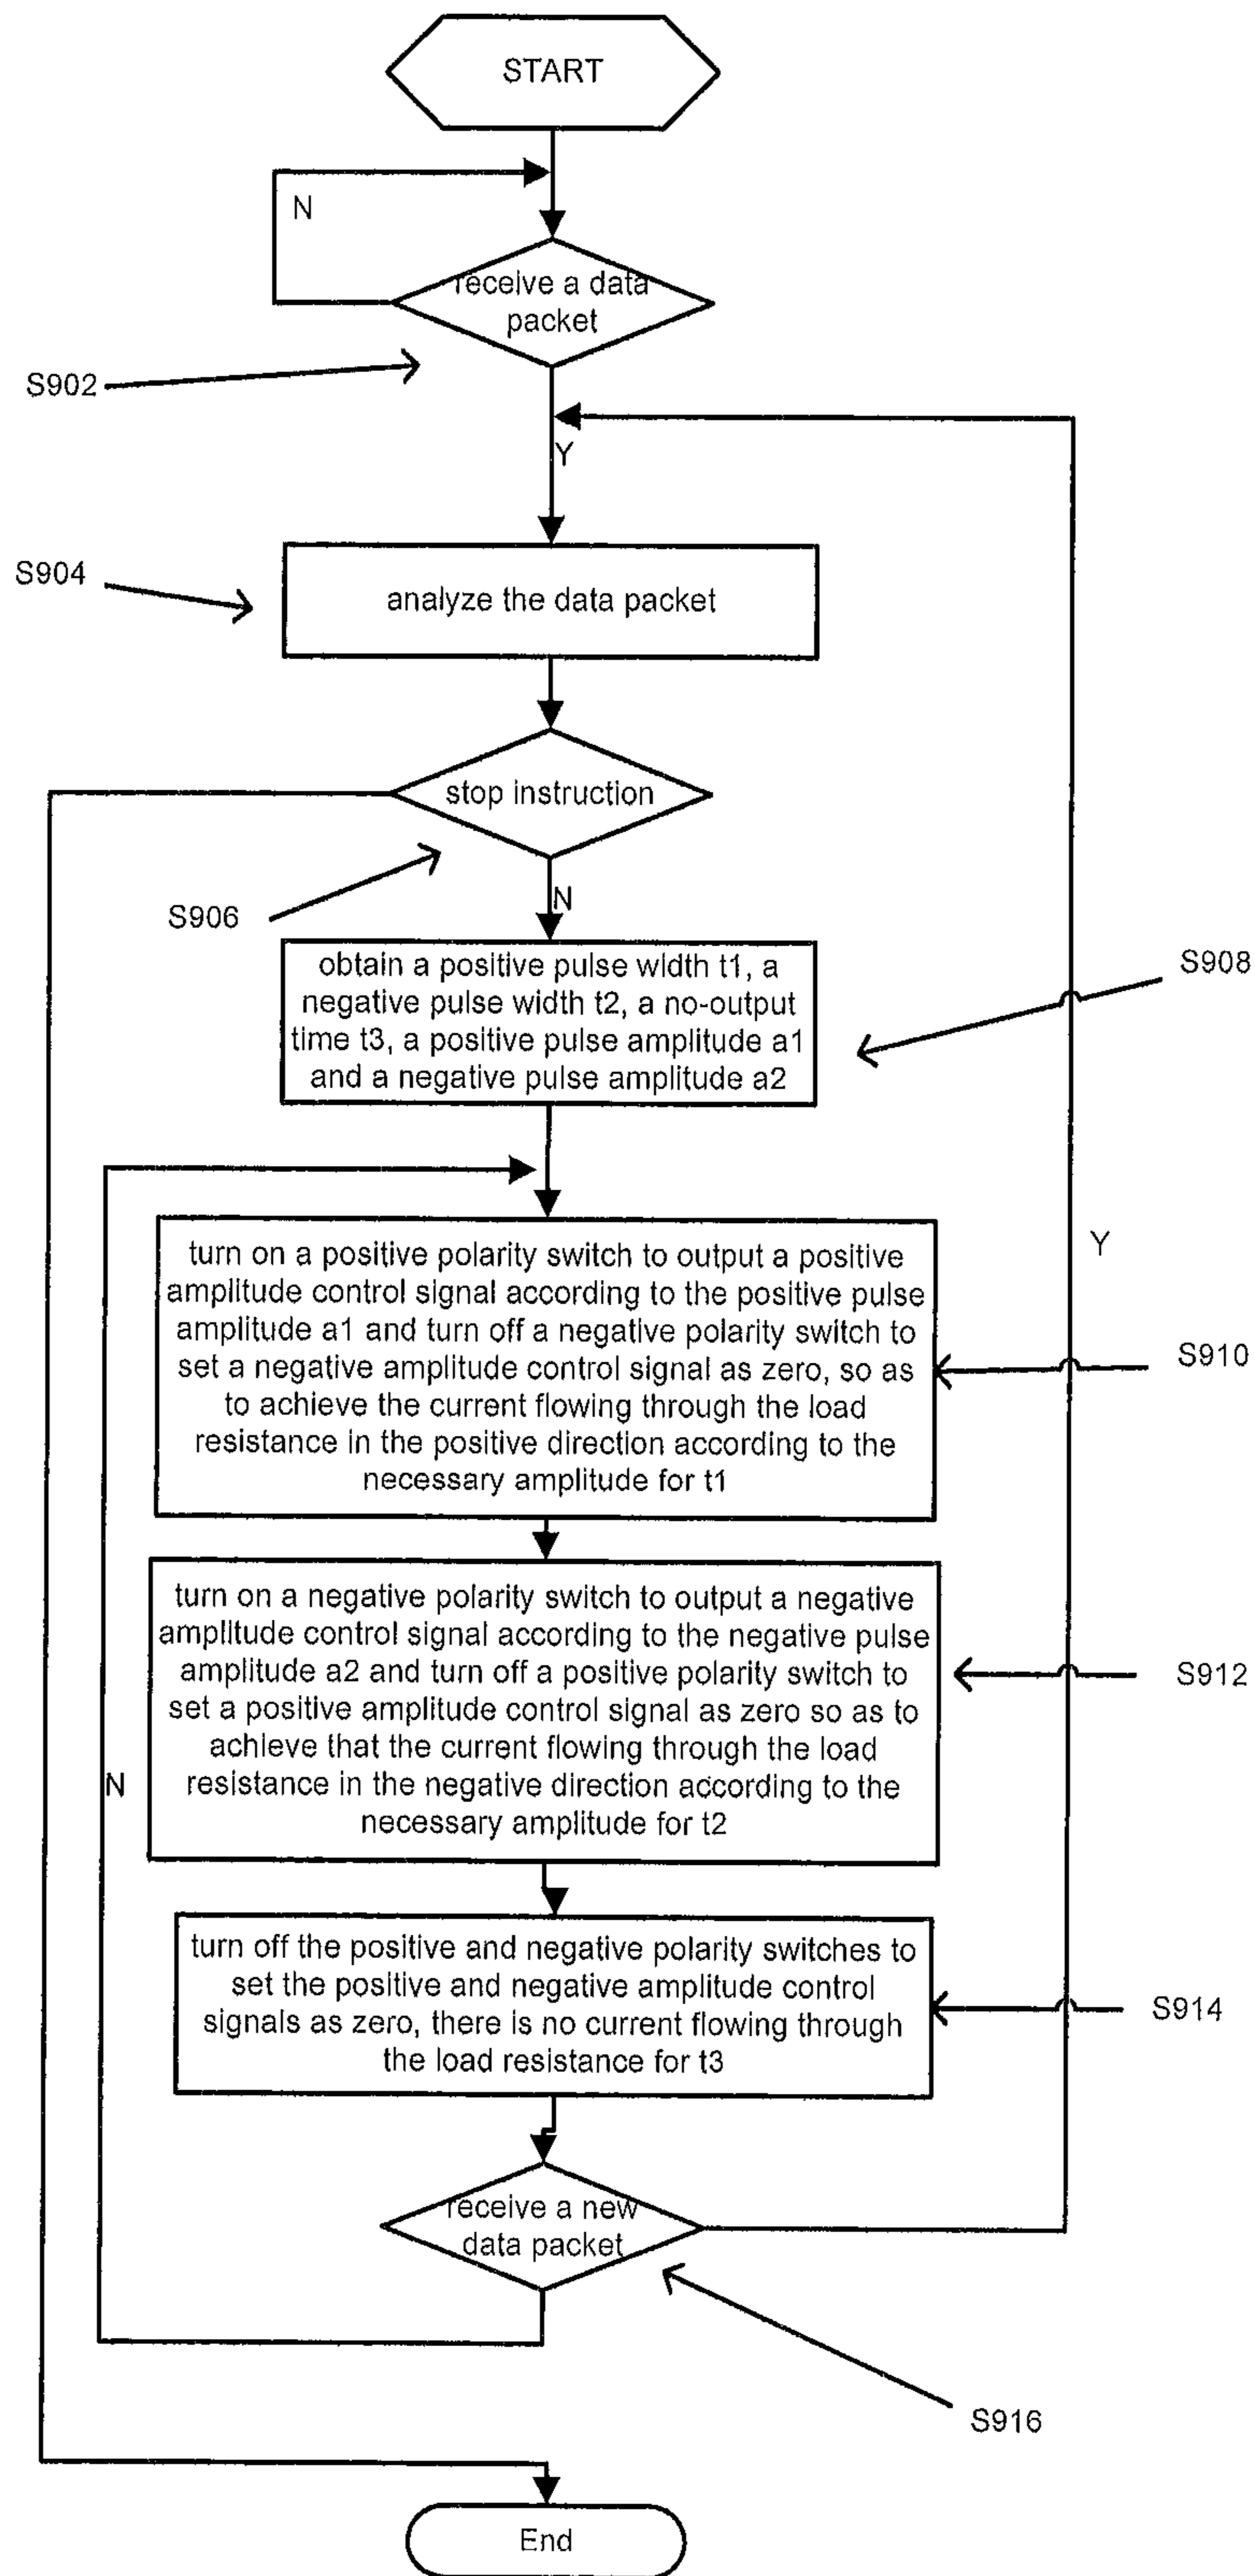 START
N
receive a data
packet
S902
Y
S904
analyze the data packet
stop instruction
S906
N
obtain a positive pulse width t1, a
negative pulse width t2, a no-output
time t3, a positive pulse amplitude a1
and a negative pulse amplitude a2
S908
turn on a positive polarity switch to output a positive
amplitude control signal according to the positive pulse
amplitude a1 and turn off a negative polarity switch to
set a negative amplitude control signal as zero, so as
to achieve the current flowing through the load
resistance in the positive direction according to the
necessary amplitude for t1
Y
S910
turn on a negative polarity switch to output a negative
amplitude control signal according to the negative pulse
amplitude a2 and turn off a positive polarity switch to
set a positive amplitude control signal as zero so as to
achieve that the current flowing through the load
resistance in the negative direction according to the
necessary amplitude for t2
S912
N
turn off the positive and negative polarity switches to
set the positive and negative amplitude control
signals as zero, there is no current flowing through
the load resistance for t3
S914
receive a new
data packet
S916
End